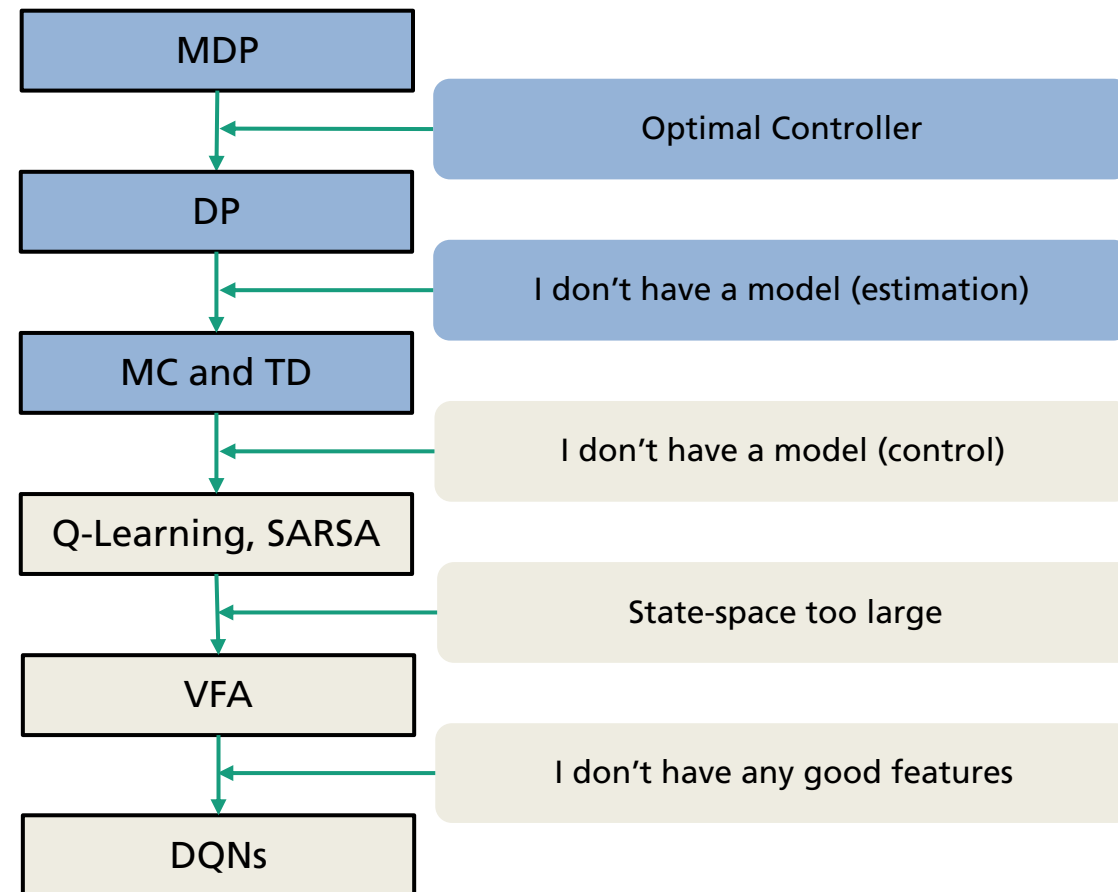 MDP
Optimal Controller
DP
I don’t have a model (estimation)
MC and TD
I don’t have a model (control)
Q-Learning, SARSA
State-space too large
VFA
I don’t have any good features
DQNs